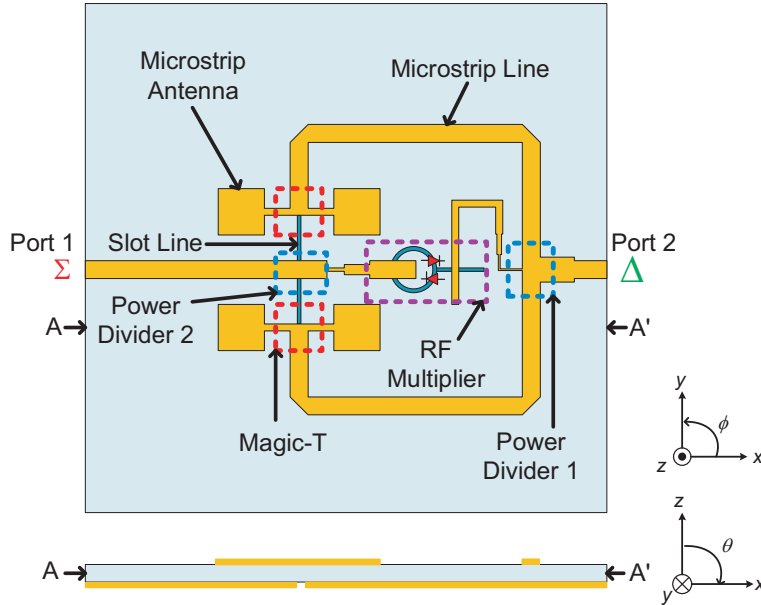 Microstrip
Antenna
Microstrip Line
Port 1
Σ
Slot Line
Port 2
Δ
Power
Divider 2
A
A'
RF
Multiplier
Magic-T
Power
Divider 1
y
ϕ
z
x
z
θ
y
x
A
A'